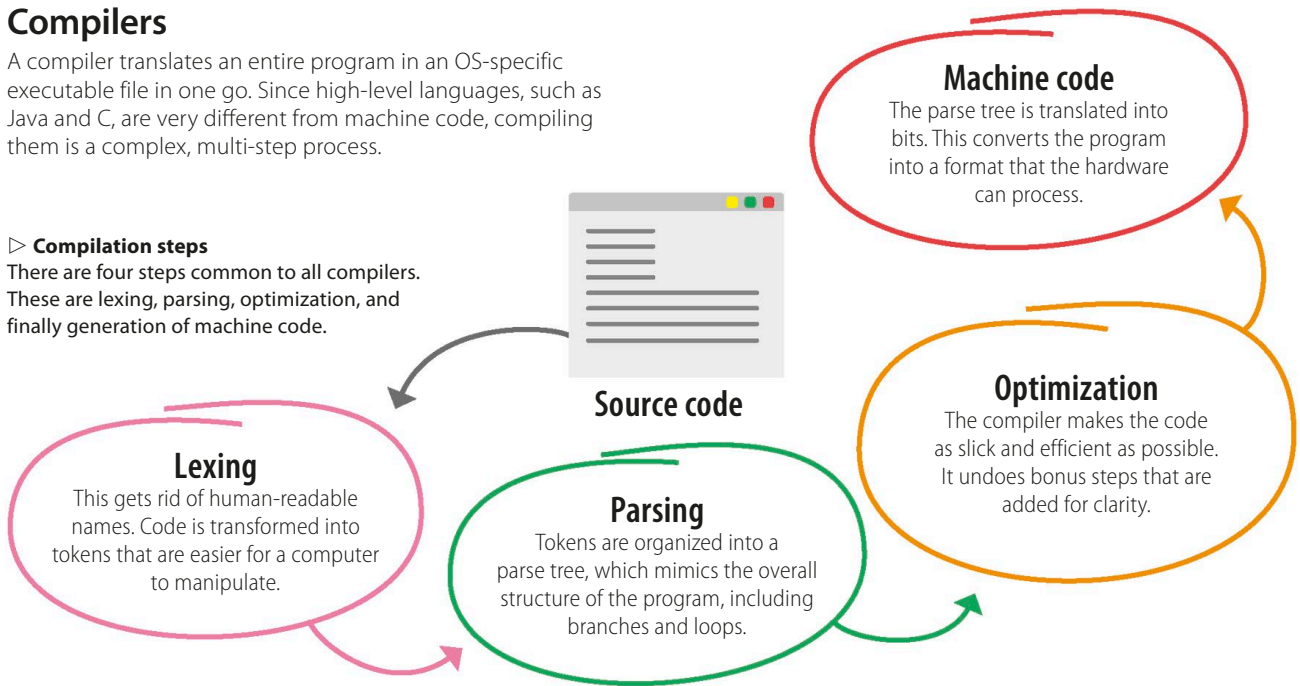 Compilers
A compiler translates an entire program in an OS-specific
executable file in one go. Since high-level languages, such as
Java and C, are very different from machine code, compiling
them is a complex, multi-step process.
▷ Compilation steps
There are four steps common to all compilers.
These are lexing, parsing, optimization, and
finally generation of machine code.
Source code
Lexing
This gets rid of human-readable
names. Code is transformed into
tokens that are easier for a computer
to manipulate.
Parsing
Tokens are organized into a
parse tree, which mimics the overall
structure of the program, including
branches and loops.
Optimization
The compiler makes the code
as slick and efficient as possible.
It undoes bonus steps that are
added for clarity.
Machine code
The parse tree is translated into
bits. This converts the program
into a format that the hardware
can process.